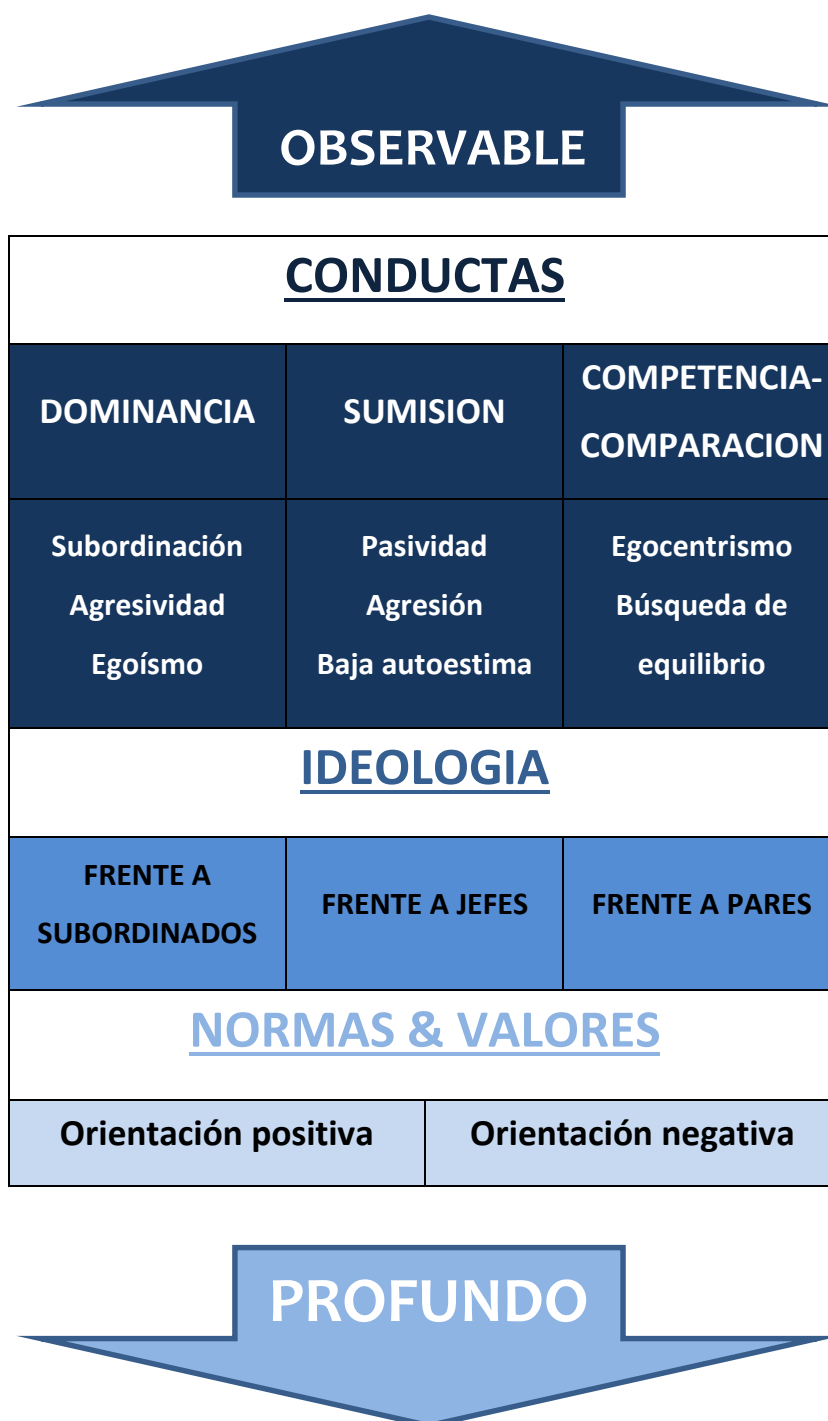 OBSERVABLE
CONDUCTAS
DOMINANCIA
SUMISION
COMPETENCIA-
COMPARACION
Subordinación
Agresividad
Egoísmo
Pasividad
Agresión
Baja autoestima
Egocentrismo
Búsqueda de
equilibrio
IDEOLOGIA
FRENTE A
SUBORDINADOS
FRENTE A JEFES
FRENTE A PARES
NORMAS & VALORES
Orientación positiva
Orientación negativa
PROFUNDO